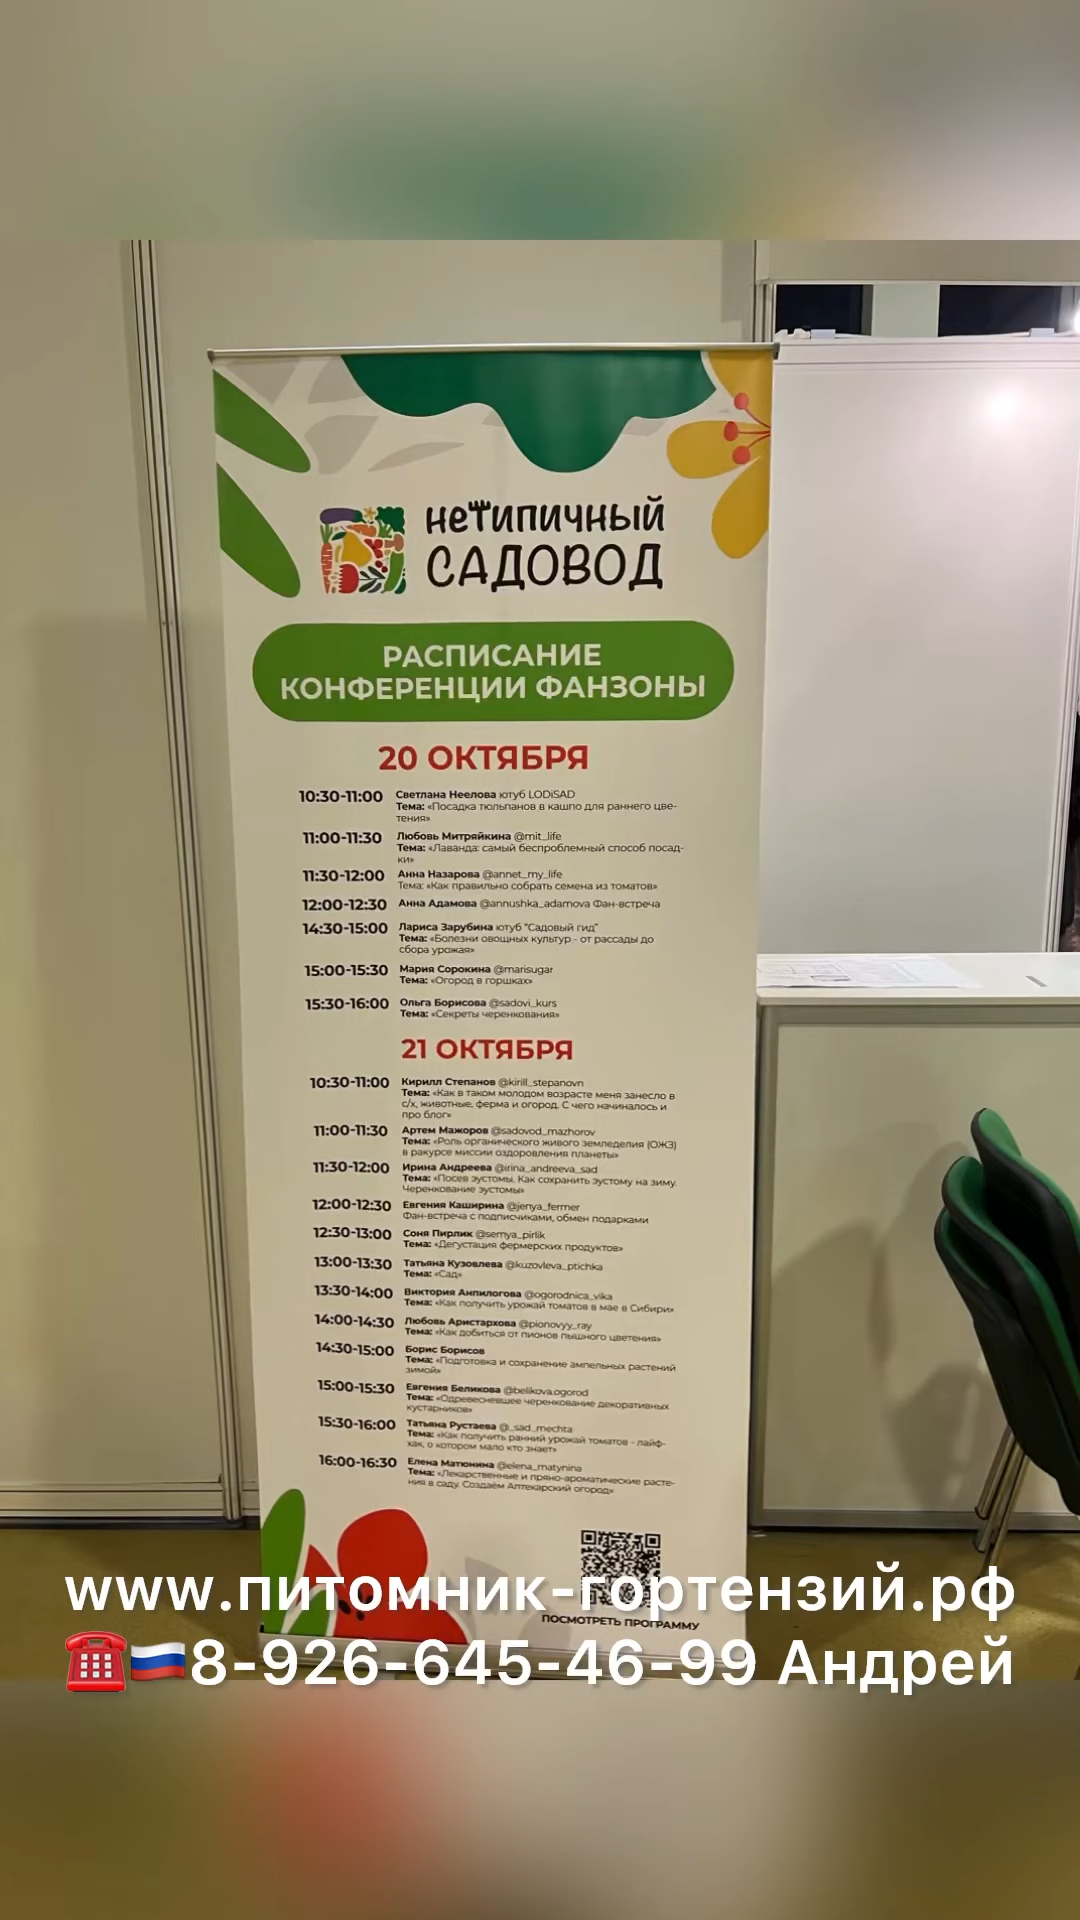 нетипичный
САДОВОД
РАСПИСАНИЕ
КОНФЕРЕНЦИИ ФАНЗОНЫ
20 ОКТЯБРЯ
10:30-11:00 Светлана Неелова ютуб LODiSAD
Тема: «Посадка тюльпанов в кашпо для раннего цве-
тения»
11:00-11:30 Любовь Митряйкина @mit_life
Тема: «Лаванда: самый беспроблемный способ посад-
ки»
11:30-12:00 Анна Назарова @annet_my_life
Тема: «Как правильно собрать семена из томатов»
12:00-12:30 Анна Адамова @annushka_adamova Фан-встреча
14:30-15:00 Лариса Зарубина ютуб "Садовый гид"
Тема: «Болезни овощных культур - от рассады до
сбора урожая»
15:00-15:30 Мария Сорокина @marisugar
Тема: «Огород в горшках»
15:30-16:00 Ольга Борисова @sadovi_kurs
Тема: «Секреты черенкования»
21 ОКТЯБРЯ
10:30-11:00 Кирилл Степанов @kirill_stepanovn
Тема: «Как в таком молодом возрасте меня занесло в
с/х, животные, ферма и огород. С чего начиналось и
про блог»
11:00-11:30 Артем Мажоров @sadovod_mazhorov
Тема: «Роль органического живого земледелия (ОЖЗ)
в ракурсе миссии оздоровления планеты»
11:30-12:00 Ирина Андреева @irina_andreeva_sad
Тема: «Посев эустомы. Как сохранить эустому на зиму.
Черенкование эустомы»
12:00-12:30 Евгения Каширина @jenya_fermer
Фан-встреча с подписчиками, обмен подарками
12:30-13:00 Соня Пирлик @semya_pirlik
Тема: «Дегустация фермерских продуктов»
13:00-13:30 Татьяна Кузовлева @kuzovleva_ptichka
Тема: «Сад»
13:30-14:00 Виктория Анпилогова @ogorodnica_vika
Тема: «Как получить урожай томатов в мае в Сибири»
14:00-14:30 Любовь Аристархова @pionovyy_ray
Тема: «Как добиться от пионов пышного цветения»
14:30-15:00 Борис Борисов
Тема: «Подготовка и сохранение ампельных растений
зимой»
15:00-15:30 Евгения Беликова @belikova.ogorod
Тема: «Одревесневшее черенкование декоративных
кустарников»
15:30-16:00 Татьяна Рустаева @_sad_mechta
Тема: «Как получить ранний урожай томатов - лайф-
хак, о котором мало кто знает»
16:00-16:30 Елена Матюнина @elena_matynina
Тема: «Лекарственные и пряно-ароматические расте-
ния в саду. Создаём Аптекарский огород»
www.питомник-гортензий.рф
ПОСМОТРЕТЬ ПРОГРАММУ
8-926-645-46-99 Андрей